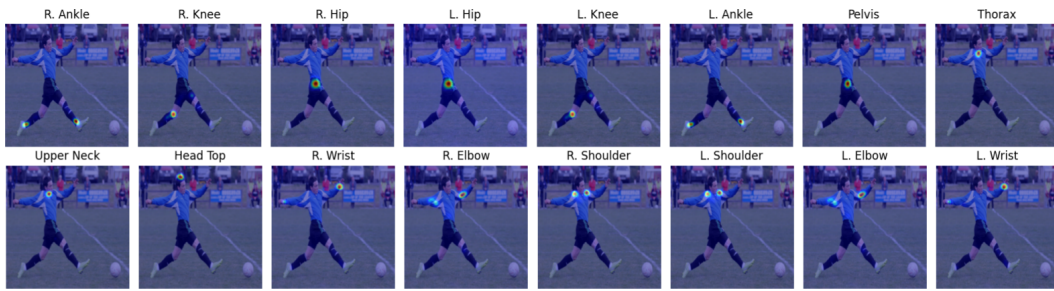 R. Ankle
R. Knee
R. Hip
L. Hip
L. Knee
L. Ankle
Pelvis
Thorax
Upper Neck
Head Top
R. Wrist
R. Elbow
R. Shoulder
L. Shoulder
L. Elbow
L. Wrist